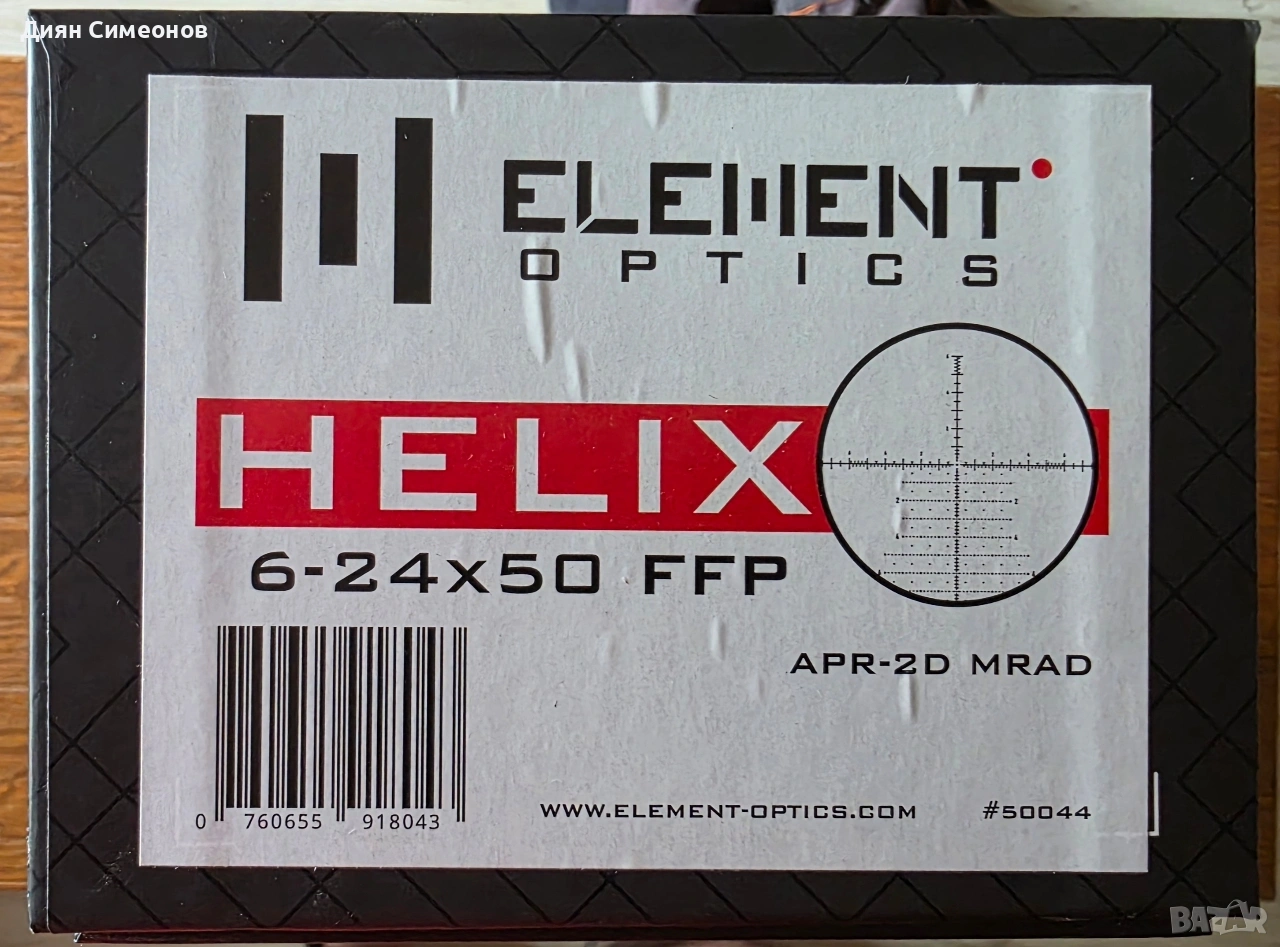 Диян Симеонов
ELEMENT
OPTICS
HELIX
6-24x50 FFP
APR-2D MRAD
0 760655 918043
WWW.ELEMENT-OPTICS.COM #50044
BAZAR